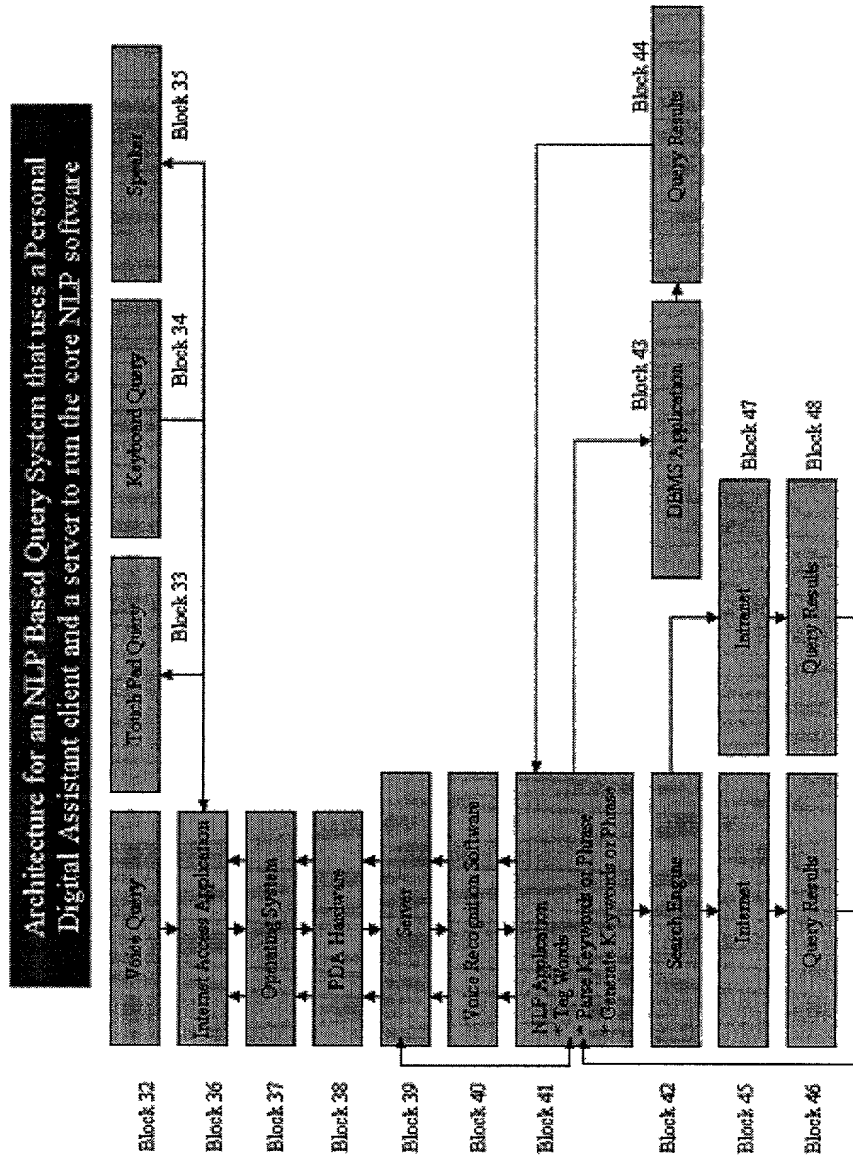 Architecture for an NLP Based Query System that uses a Personal
Digital Assistant client and a server to run the core NLP software
Voice Query
Block 32
Touch Pad Query
Block 33
Keyboard Query
Block 34
Speaker
Block 35
Block 36
Internet Access Application
Block 37
Operating System
Block 38
PDA Hardware
Block 39
Server
Block 40
Voice Recognition Software
Block 41
NLP Application
* Tag Words
* Parse Keywords or Phase
* Generate Keywords or Phase
Block 42
Search Engine
Block 43
DBMS Application
Block 44
Query Results
Block 45
Internet
Block 46
Query Results
Block 47
Intranet
Block 48
Query Results